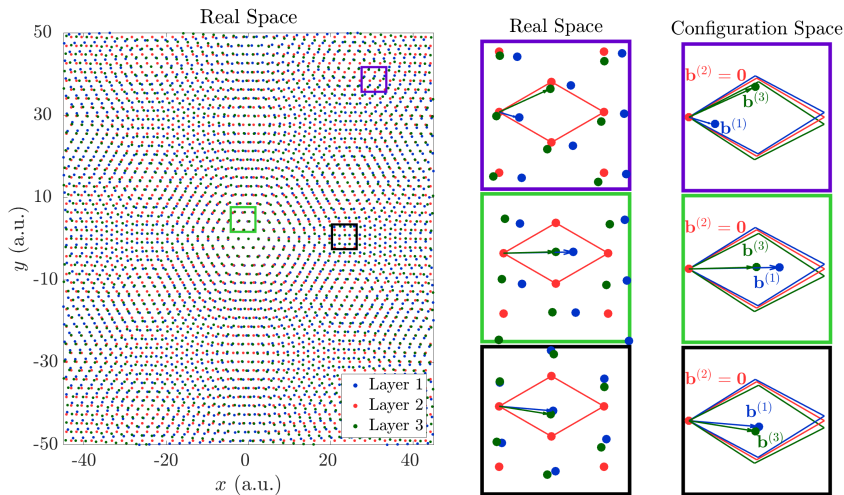 Real Space
Real Space
Configuration Space
50
30
10
-10
-30
-50
y (a.u.)
-40
-20
0
20
40
x (a.u.)
Layer 1
Layer 2
Layer 3
b⁽²⁾ = 0
b⁽³⁾
b⁽¹⁾
b⁽²⁾ = 0
b⁽³⁾
b⁽¹⁾
b⁽²⁾ = 0
b⁽¹⁾
b⁽³⁾